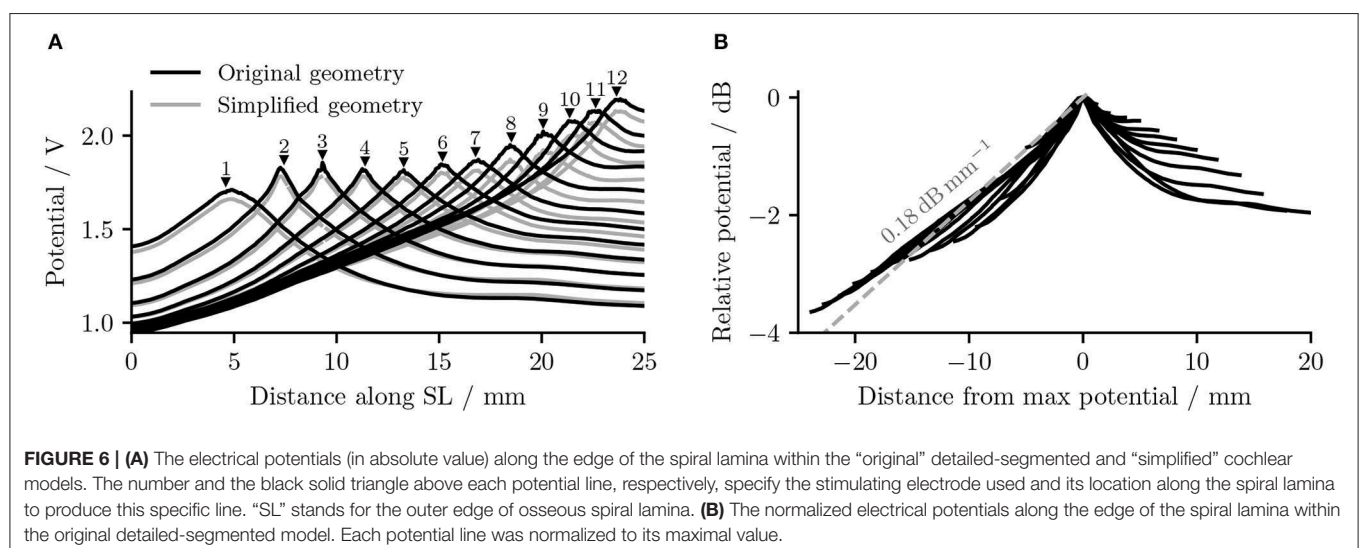 A
B
Original geometry
Simplified geometry
1 2 3 4 5 6 7 8 9 10 11 12
Potential / V
2.0
1.5
1.0
0 5 10 15 20 25
Distance along SL / mm
Relative potential / dB
0
−2
−4
0.18 dB mm⁻¹
−20 −10 0 10 20
Distance from max potential / mm
FIGURE 6 | (A) The electrical potentials (in absolute value) along the edge of the spiral lamina within the “original” detailed-segmented and “simplified” cochlear
models. The number and the black solid triangle above each potential line, respectively, specify the stimulating electrode used and its location along the spiral lamina
to produce this specific line. “SL” stands for the outer edge of osseous spiral lamina. (B) The normalized electrical potentials along the edge of the spiral lamina within
the original detailed-segmented model. Each potential line was normalized to its maximal value.